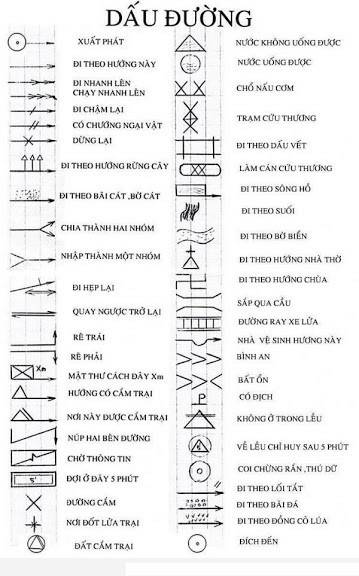 DẤU ĐƯỜNG
XUẤT PHÁT
ĐI THEO HƯỚNG NÀY
ĐI NHANH LÊN
CHẠY NHANH LÊN
ĐI CHẬM LẠI
CÓ CHƯỚNG NGẠI VẬT
DỪNG LẠI
ĐI THEO HƯỚNG RỪNG CÂY
ĐI THEO BÃI CÁT ,BỜ CÁT
CHIA THÀNH HAI NHÓM
NHẬP THÀNH MỘT NHÓM
ĐI HẸP LẠI
QUAY NGƯỢC TRỞ LẠI
RẼ TRÁI
RẼ PHẢI
Xm
MẬT THƯ CÁCH ĐÂY Xm
HƯỚNG CÓ CẮM TRẠI
NƠI NÀY ĐƯỢC CẮM TRẠI
NÚP HAI BÊN ĐƯỜNG
CHỜ THÔNG TIN
5'
ĐỢI Ở ĐÂY 5 PHÚT
ĐƯỜNG CẤM
NƠI ĐỐT LỬA TRẠI
ĐẤT CẮM TRẠI
NƯỚC KHÔNG UỐNG ĐƯỢC
NƯỚC UỐNG ĐƯỢC
CHỖ NẤU CƠM
TRẠM CỨU THƯƠNG
ĐI THEO DẤU VẾT
LÀM CÁN CỨU THƯƠNG
ĐI THEO SÔNG HỒ
ĐI THEO SUỐI
ĐI THEO BỜ BIỂN
ĐI THEO HƯỚNG NHÀ THỜ
ĐI THEO HƯỚNG CHÙA
SẮP QUA CẦU
ĐƯỜNG RAY XE LỬA
NHÀ VỆ SINH HƯỚNG NÀY
BÌNH AN
BẤT ỔN
CÓ ĐỊCH
KHÔNG Ở TRONG LỀU
5
VỀ LỀU CHỈ HUY SAU 5 PHÚT
COI CHỪNG RẮN ,THÚ DỮ
ĐI THEO LỐI TẮT
ĐI THEO BÃI ĐÁ
ĐI THEO ĐỒNG CỎ LÚA
ĐÍCH ĐẾN